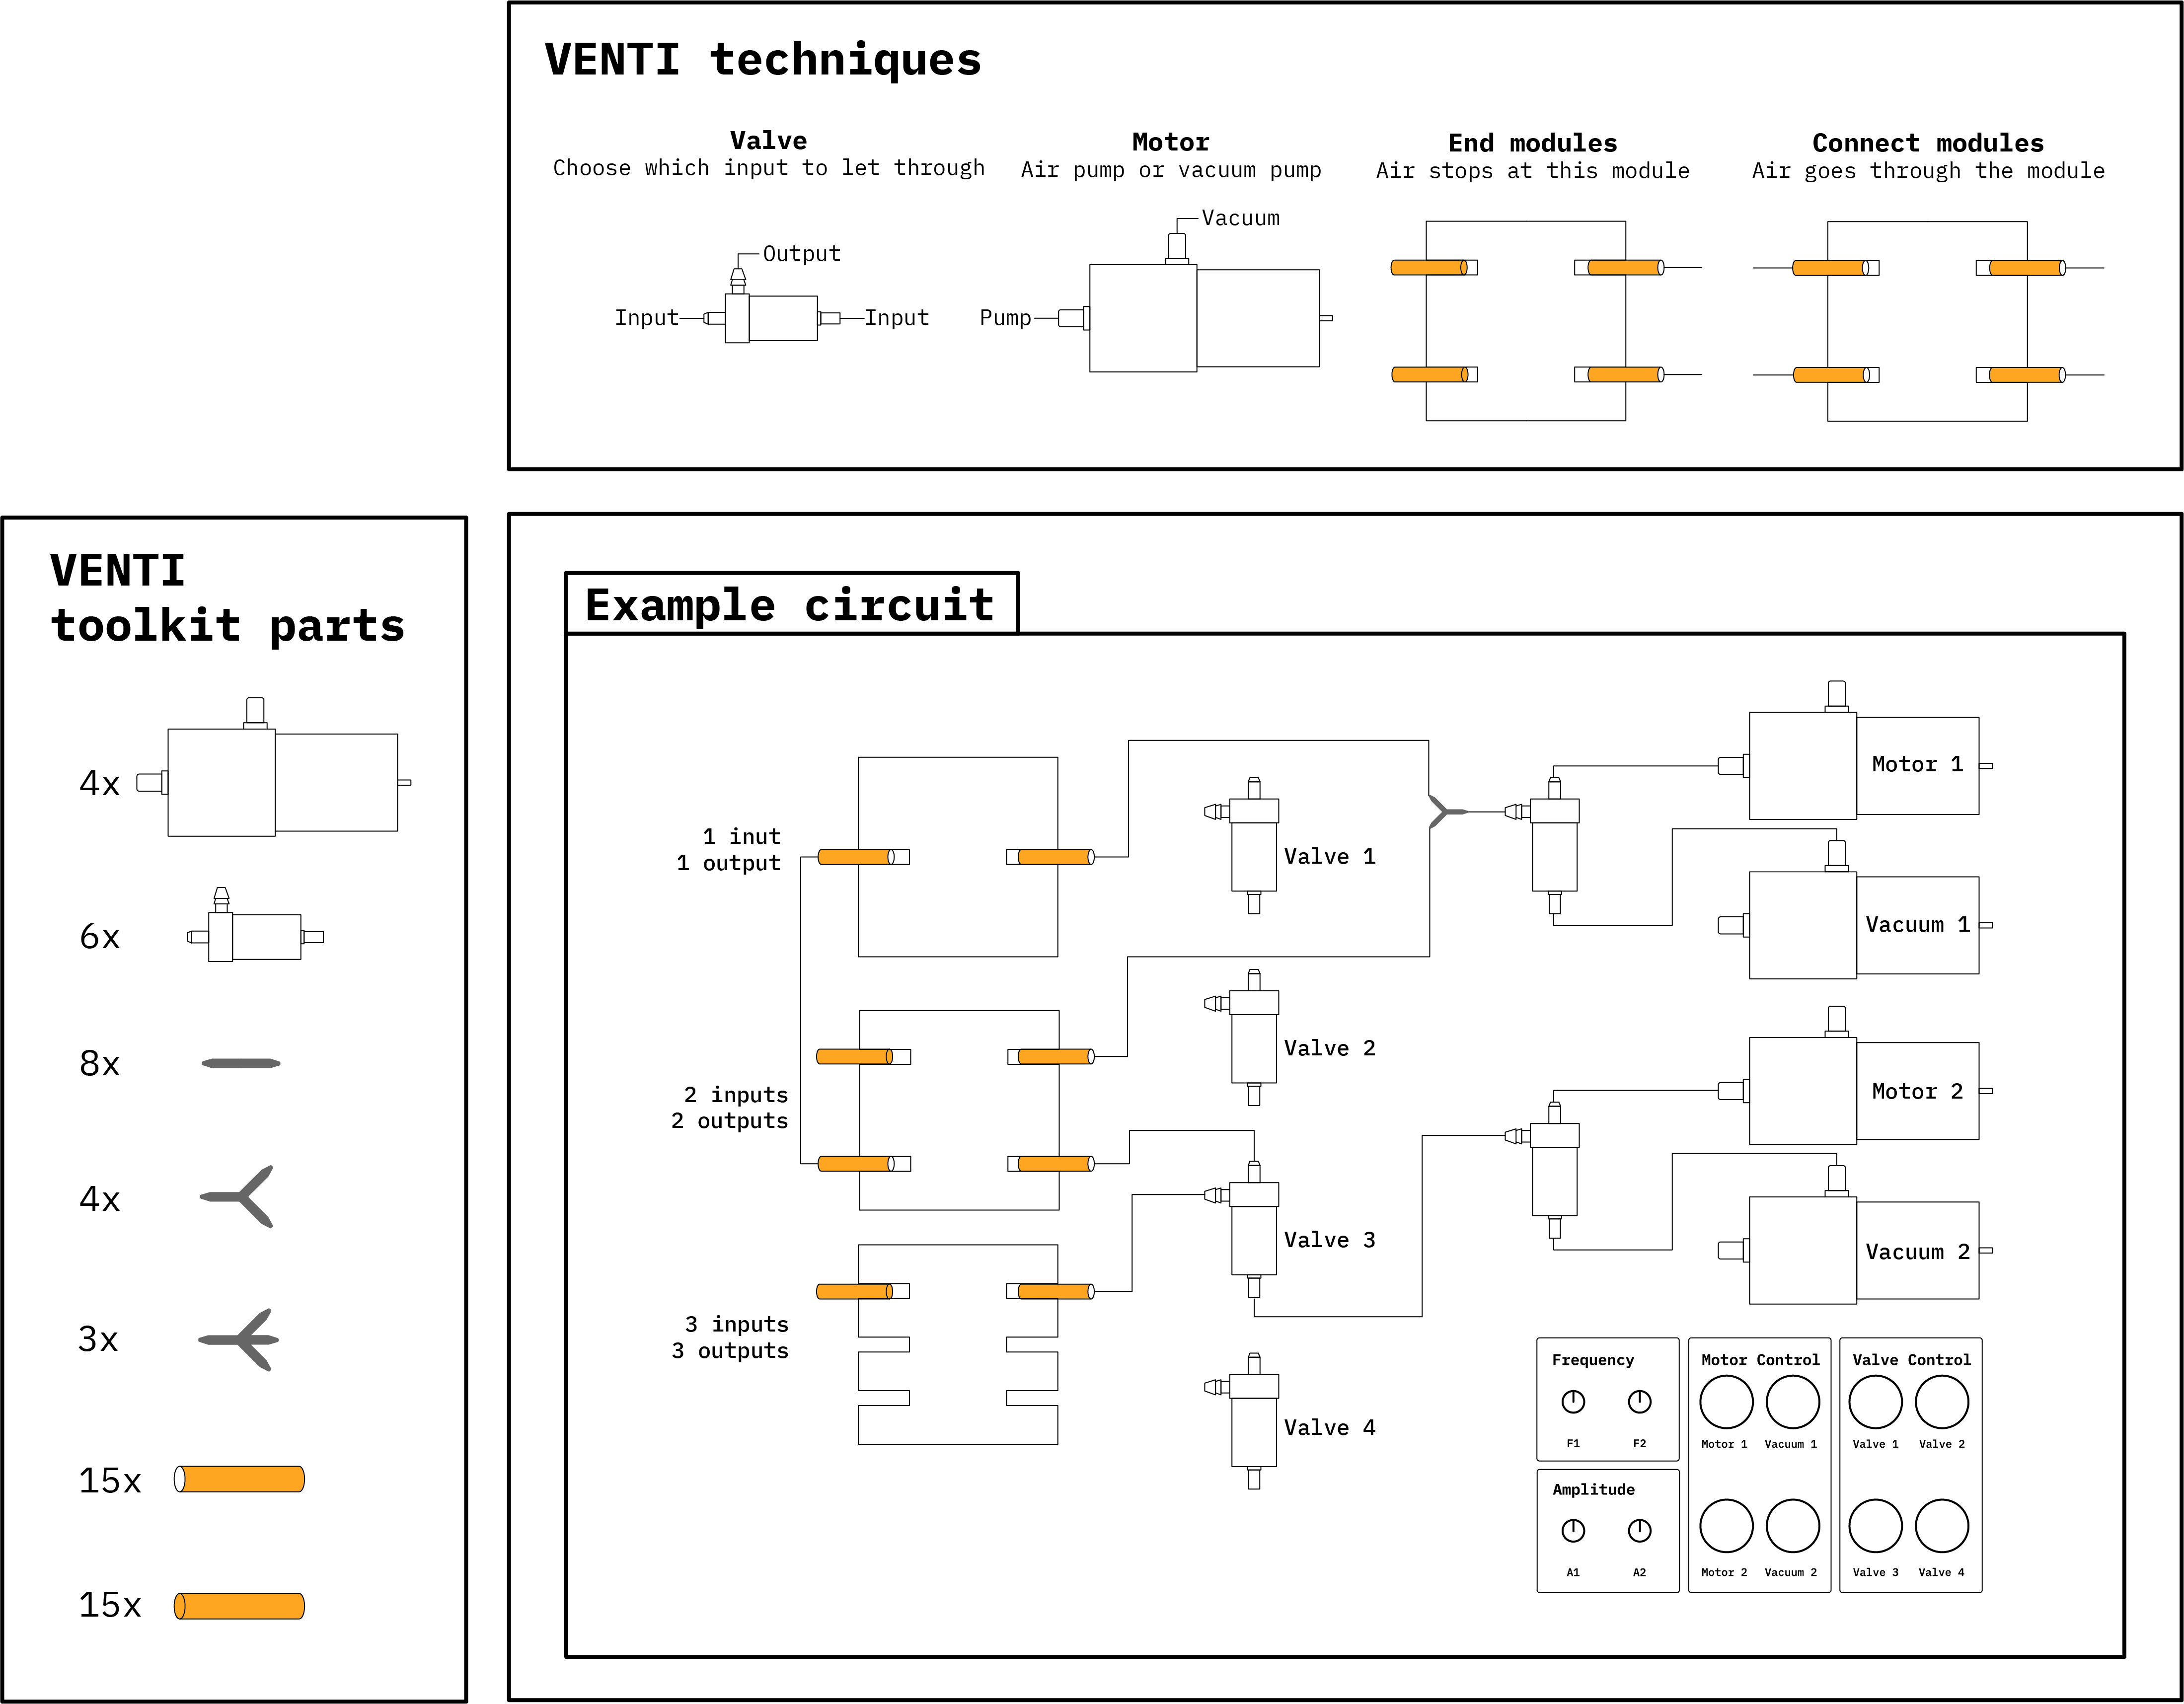 VENTI techniques
Valve
Choose which input to let through
Output
Input
Input
Motor
Air pump or vacuum pump
Vacuum
Pump
End modules
Air stops at this module
Connect modules
Air goes through the module
VENTI
toolkit parts
4x
6x
8x
4x
3x
15x
15x
Example circuit
1 inut
1 output
2 inputs
2 outputs
3 inputs
3 outputs
Valve 1
Valve 2
Valve 3
Valve 4
Motor 1
Vacuum 1
Motor 2
Vacuum 2
Frequency
F1 F2
Amplitude
A1 A2
Motor Control
Motor 1 Vacuum 1
Motor 2 Vacuum 2
Valve Control
Valve 1 Valve 2
Valve 3 Valve 4